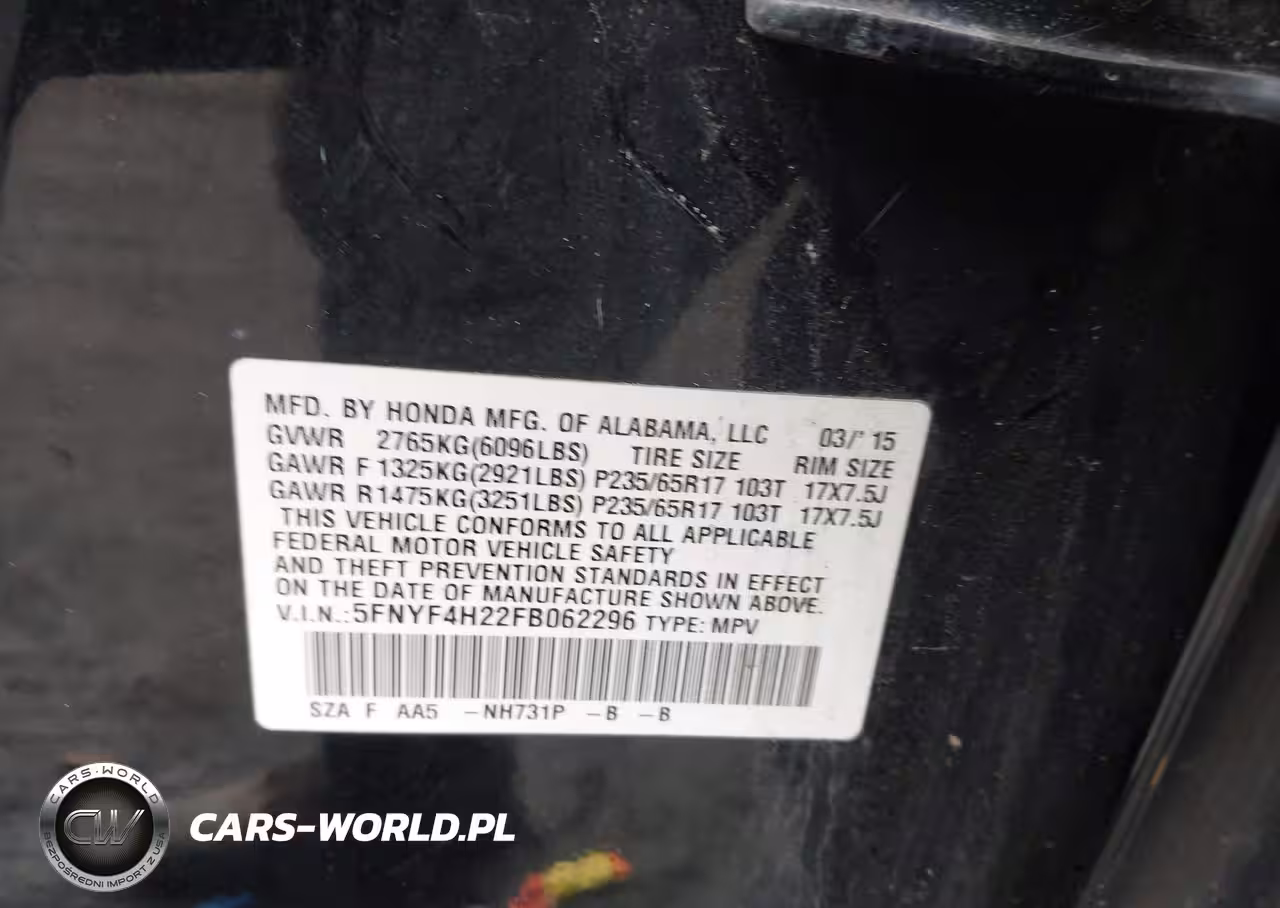 MFD. BY HONDA MFG. OF ALABAMA, LLC 03/'15
GVWR 2765KG(6096LBS) TIRE SIZE RIM SIZE
GAWR F 1325KG(2921LBS) P235/65R17 103T 17X7.5J
GAWR R1475KG(3251LBS) P235/65R17 103T 17X7.5J
THIS VEHICLE CONFORMS TO ALL APPLICABLE
FEDERAL MOTOR VEHICLE SAFETY
AND THEFT PREVENTION STANDARDS IN EFFECT
ON THE DATE OF MANUFACTURE SHOWN ABOVE.
V.I.N.: 5FNYF4H22FB062296 TYPE: MPV
SZA F AA5 -NH731P -B -B
CARS-WORLD
CW
BEZPOŚREDNI IMPORT Z USA
CARS-WORLD.PL